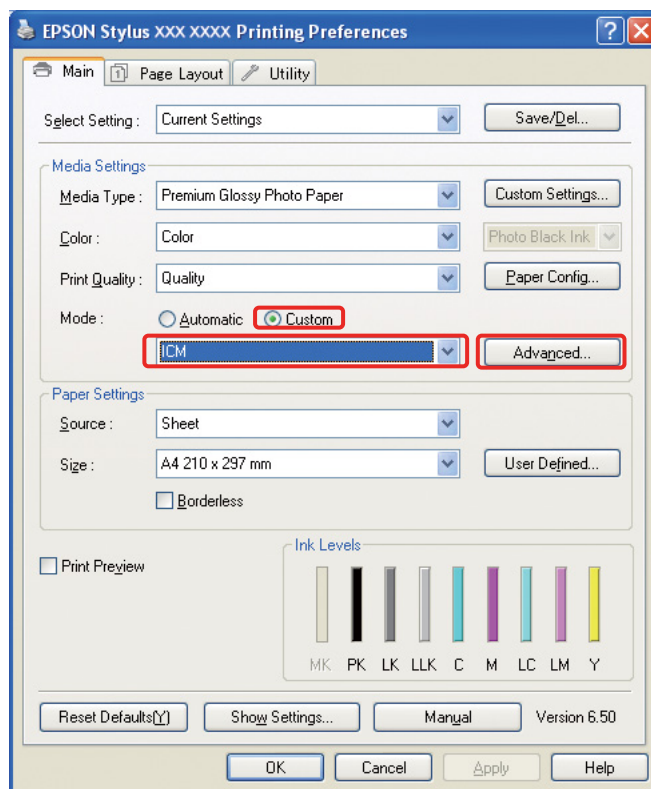 EPSON Stylus XXX XXXX Printing Preferences
Main Page Layout Utility
Select Setting : Current Settings Save/Del...
Media Settings
Media Type : Premium Glossy Photo Paper Custom Settings...
Color : Color Photo Black Ink
Print Quality : Quality Paper Config...
Mode : Automatic Custom
ICM Advanced...
Paper Settings
Source : Sheet
Size : A4 210 x 297 mm User Defined...
Borderless
Print Preview
Ink Levels
MK PK LK LLK C M LC LM Y
Reset Defaults(Y) Show Settings... Manual Version 6.50
OK Cancel Apply Help